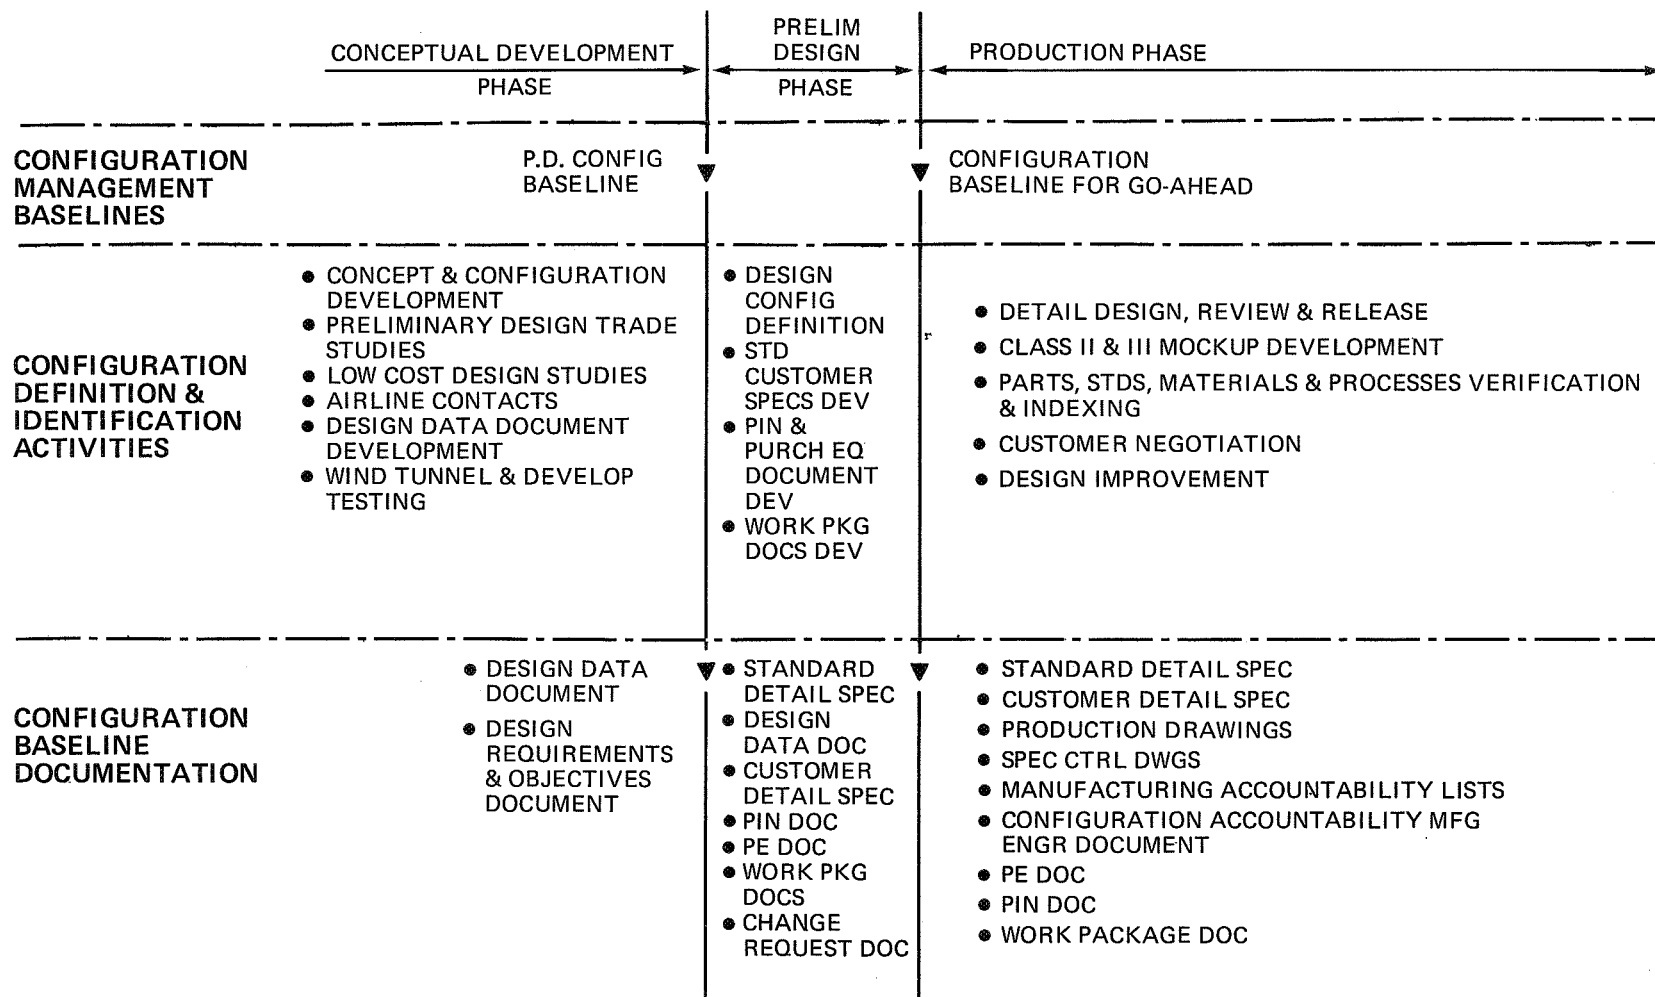 CONCEPTUAL DEVELOPMENT
PHASE
PRELIM
DESIGN
PHASE
PRODUCTION PHASE
CONFIGURATION
MANAGEMENT
BASELINES
P.D. CONFIG
BASELINE
CONFIGURATION
BASELINE FOR GO-AHEAD
CONFIGURATION
DEFINITION &
IDENTIFICATION
ACTIVITIES
● CONCEPT & CONFIGURATION
DEVELOPMENT
● PRELIMINARY DESIGN TRADE
STUDIES
● LOW COST DESIGN STUDIES
● AIRLINE CONTACTS
● DESIGN DATA DOCUMENT
DEVELOPMENT
● WIND TUNNEL & DEVELOP
TESTING
● DESIGN
CONFIG
DEFINITION
● STD
CUSTOMER
SPECS DEV
● PIN &
PURCH EQ
DOCUMENT
DEV
● WORK PKG
DOCS DEV
● DETAIL DESIGN, REVIEW & RELEASE
● CLASS II & III MOCKUP DEVELOPMENT
● PARTS, STDS, MATERIALS & PROCESSES VERIFICATION
& INDEXING
● CUSTOMER NEGOTIATION
● DESIGN IMPROVEMENT
CONFIGURATION
BASELINE
DOCUMENTATION
● DESIGN DATA
DOCUMENT
● DESIGN
REQUIREMENTS
& OBJECTIVES
DOCUMENT
● STANDARD
DETAIL SPEC
● DESIGN
DATA DOC
● CUSTOMER
DETAIL SPEC
● PIN DOC
● PE DOC
● WORK PKG
DOCS
● CHANGE
REQUEST DOC
● STANDARD DETAIL SPEC
● CUSTOMER DETAIL SPEC
● PRODUCTION DRAWINGS
● SPEC CTRL DWGS
● MANUFACTURING ACCOUNTABILITY LISTS
● CONFIGURATION ACCOUNTABILITY MFG
ENGR DOCUMENT
● PE DOC
● PIN DOC
● WORK PACKAGE DOC